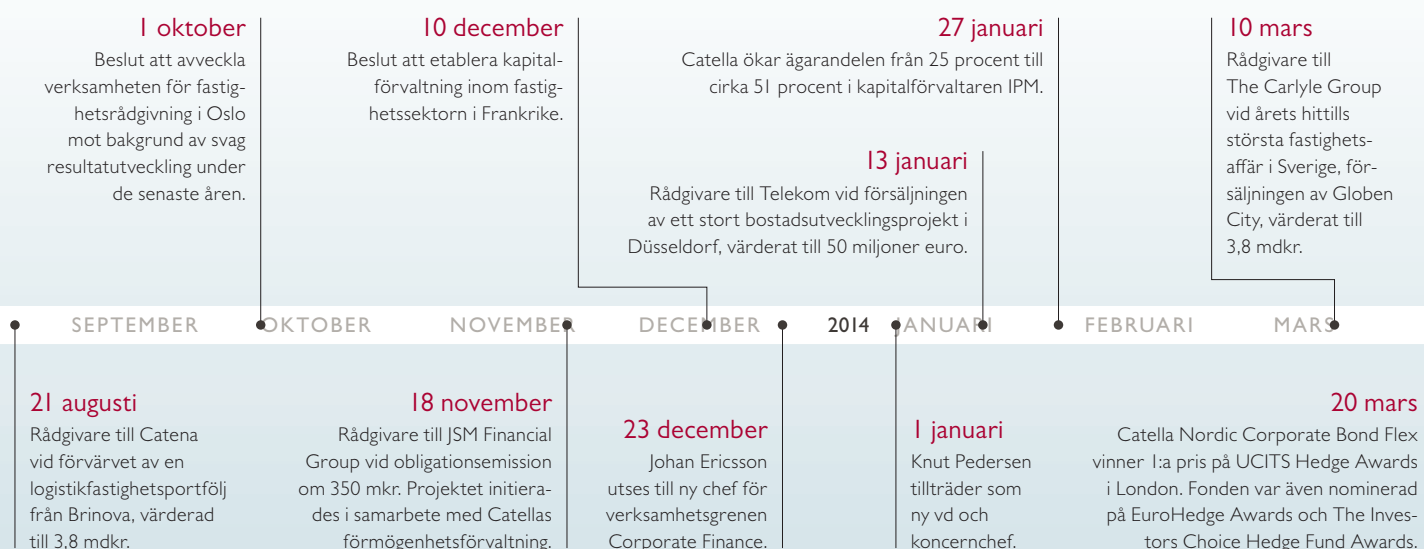 1 oktober
Beslut att avveckla
verksamheten för fastig-
hetsrådgivning i Oslo
mot bakgrund av svag
resultatutveckling under
de senaste åren.
10 december
Beslut att etablera kapital-
förvaltning inom fastig-
hetssektorn i Frankrike.
27 januari
Catella ökar ägarandelen från 25 procent till
cirka 51 procent i kapitalförvaltaren IPM.
13 januari
Rådgivare till Telekom vid försäljningen
av ett stort bostadsutvecklingsprojekt i
Düsseldorf, värderat till 50 miljoner euro.
10 mars
Rådgivare till
The Carlyle Group
vid årets hittills
största fastighets-
affär i Sverige, för-
säljningen av Globen
City, värderat till
3,8 mdkr.
SEPTEMBER OKTOBER NOVEMBER DECEMBER 2014 JANUARI FEBRUARI MARS
21 augusti
Rådgivare till Catena
vid förvärvet av en
logistikfastighetsportfölj
från Brinova, värderad
till 3,8 mdkr.
18 november
Rådgivare till JSM Financial
Group vid obligationsemission
om 350 mkr. Projektet initiera-
des i samarbete med Catellas
förmögenhetsförvaltning.
23 december
Johan Ericsson
utses till ny chef för
verksamhetsgrenen
Corporate Finance.
1 januari
Knut Pedersen
tillträder som
ny vd och
koncernchef.
20 mars
Catella Nordic Corporate Bond Flex
vinner 1:a pris på UCITS Hedge Awards
i London. Fonden var även nominerad
på EuroHedge Awards och The Inves-
tors Choice Hedge Fund Awards.